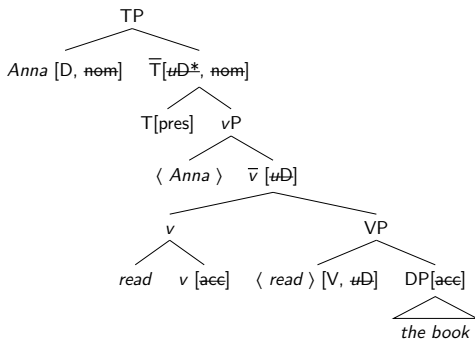 TP
Anna [D, nom] T̅[uD*, nom]
T[pres] vP
⟨ Anna ⟩ v̅ [uD]
v VP
read v [acc] ⟨ read ⟩ [V, uD] DP[acc]
the book